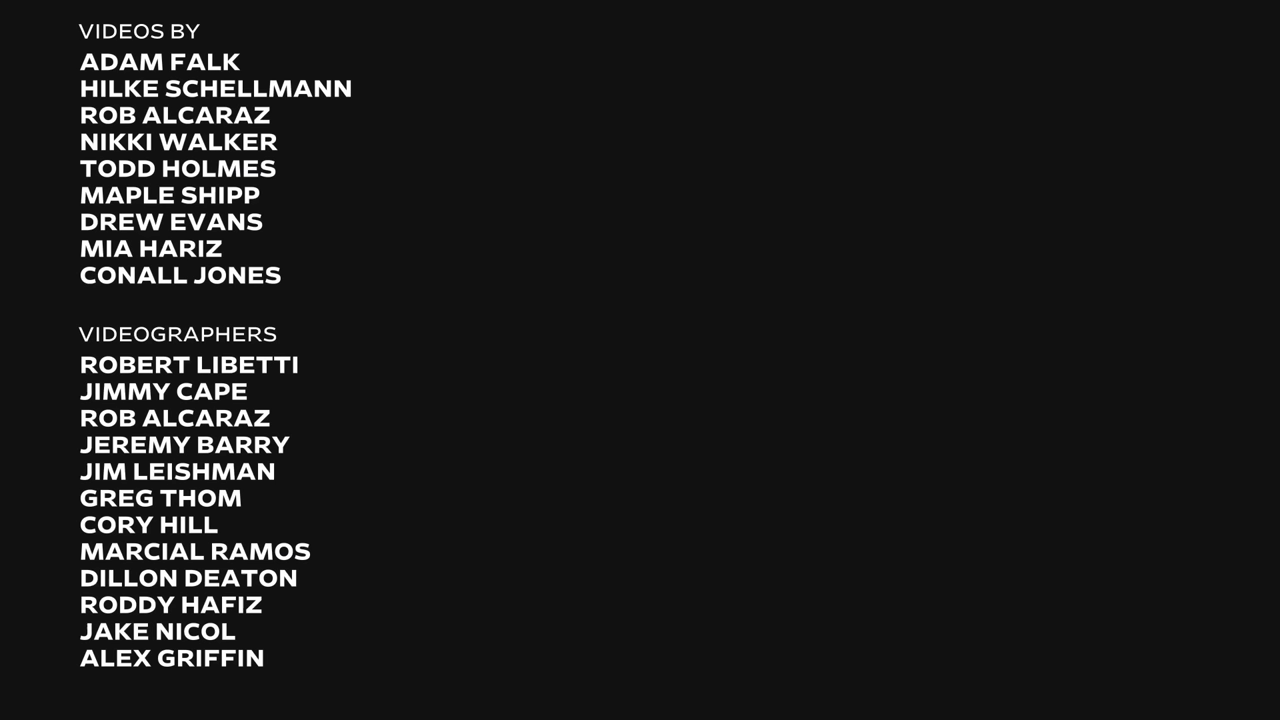 VIDEOS BY
ADAM FALK
HILKE SCHELLMANN
ROB ALCARAZ
NIKKI WALKER
TODD HOLMES
MAPLE SHIPP
DREW EVANS
MIA HARIZ
CONALL JONES
VIDEOGRAPHERS
ROBERT LIBETTI
JIMMY CAPE
ROB ALCARAZ
JEREMY BARRY
JIM LEISHMAN
GREG THOM
CORY HILL
MARCIAL RAMOS
DILLON DEATON
RODDY HAFIZ
JAKE NICOL
ALEX GRIFFIN